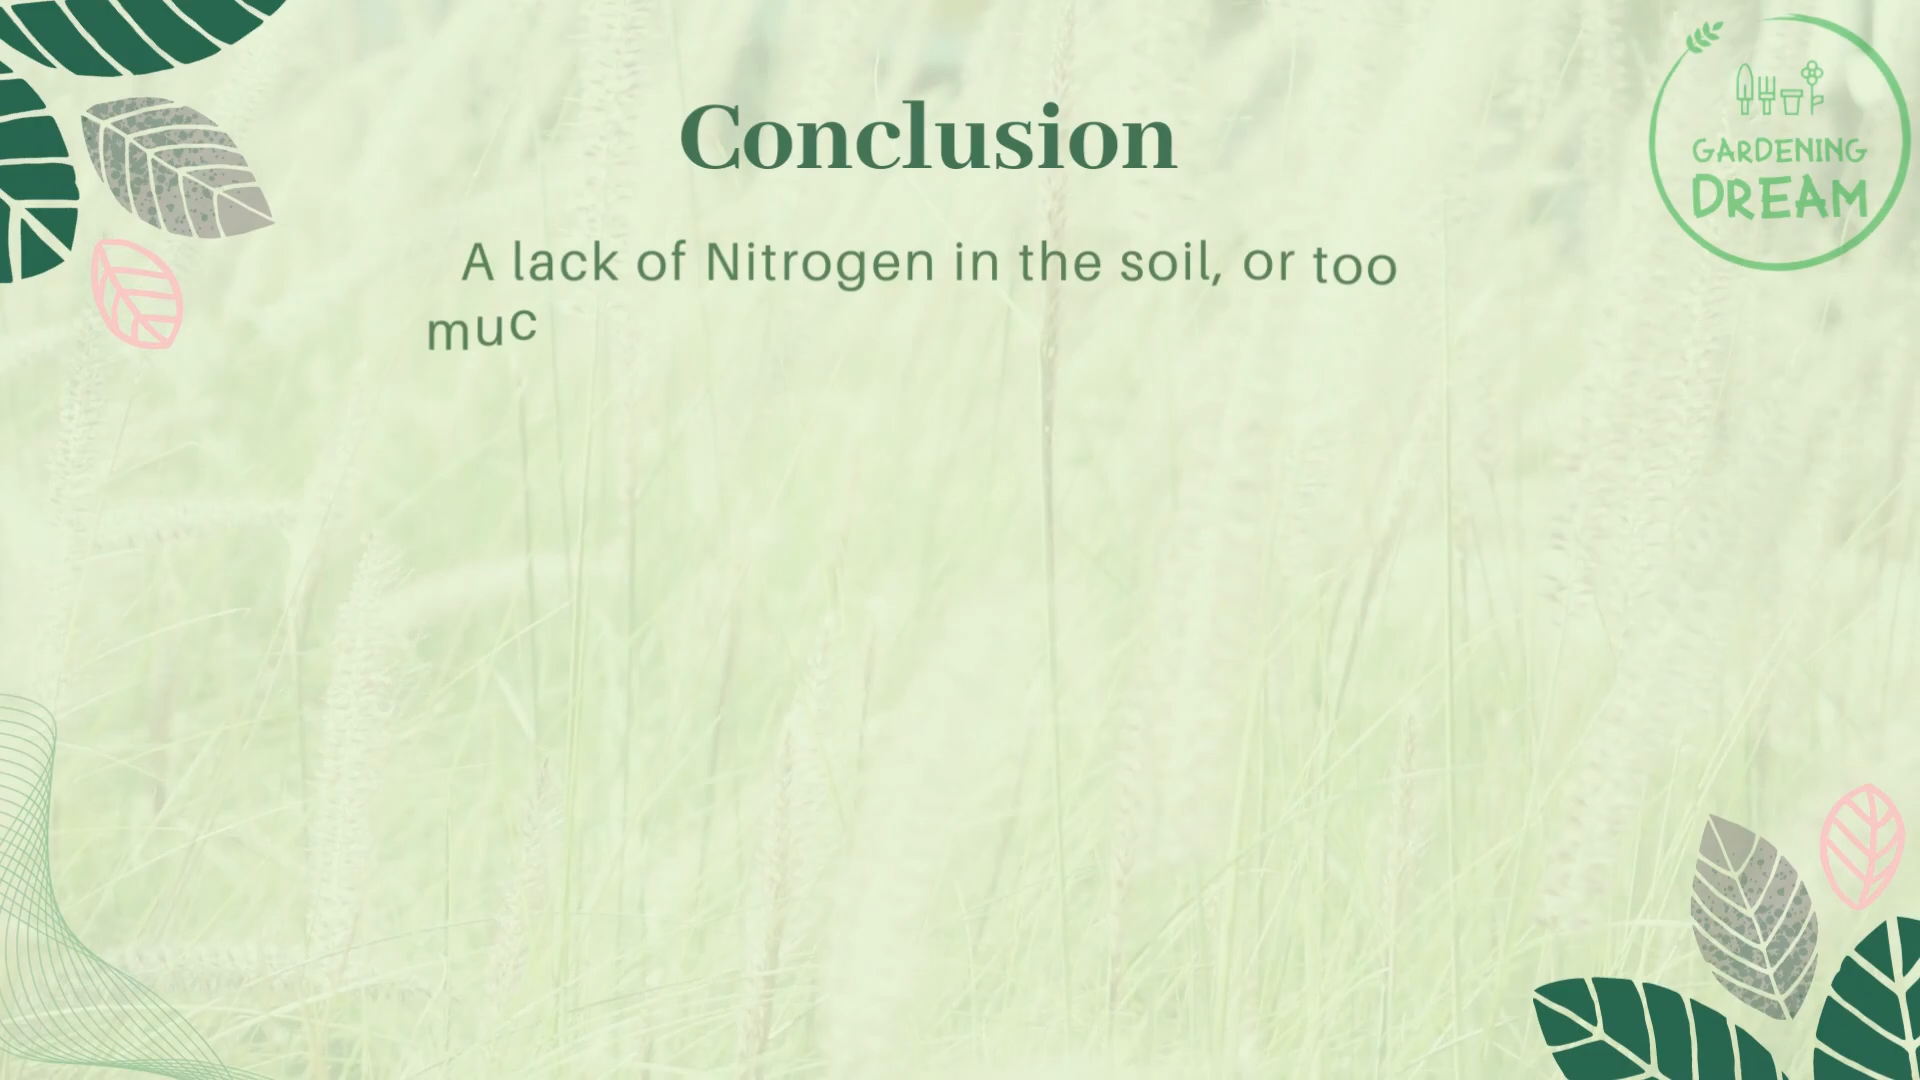 Conclusion
GARDENING
DREAM
A lack of Nitrogen in the soil, or too
muc